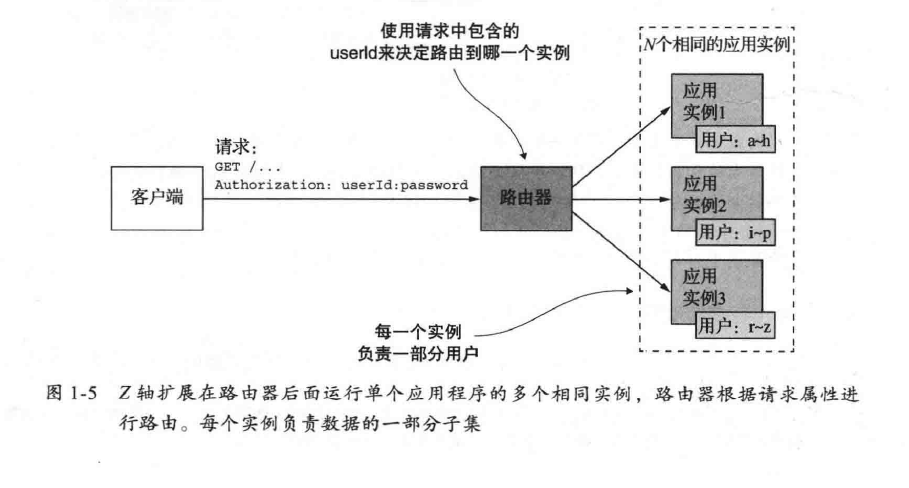 使用请求中包含的
userId来决定路由到哪一个实例
N个相同的应用实例
应用
实例1
用户：a~h
请求：
GET /...
Authorization: userId:password
客户端
路由器
应用
实例2
用户：i~p
应用
实例3
用户：r~z
每一个实例
负责一部分用户
图 1-5 Z 轴扩展在路由器后面运行单个应用程序的多个相同实例，路由器根据请求属性进
行路由。每个实例负责数据的一部分子集